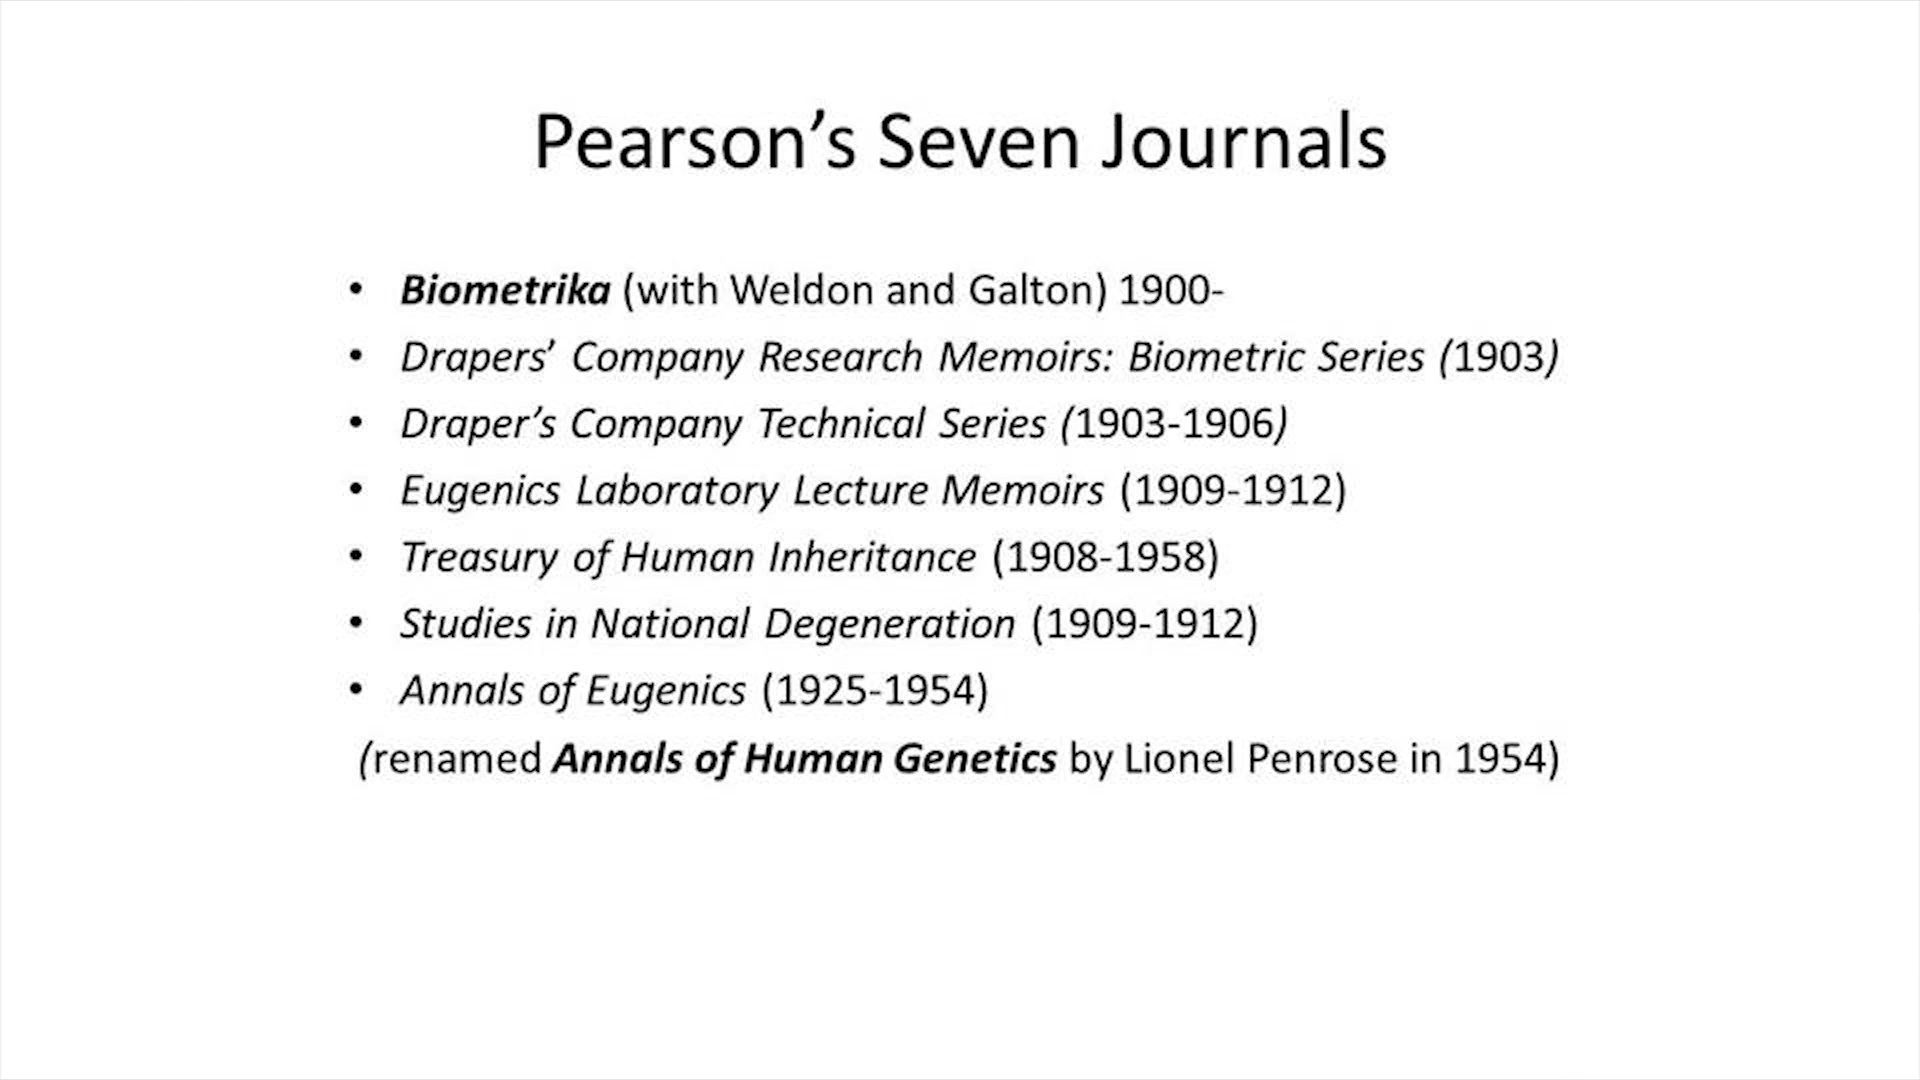 Pearson’s Seven Journals
• Biometrika (with Weldon and Galton) 1900-
• Drapers’ Company Research Memoirs: Biometric Series (1903)
• Draper’s Company Technical Series (1903-1906)
• Eugenics Laboratory Lecture Memoirs (1909-1912)
• Treasury of Human Inheritance (1908-1958)
• Studies in National Degeneration (1909-1912)
• Annals of Eugenics (1925-1954)
(renamed Annals of Human Genetics by Lionel Penrose in 1954)